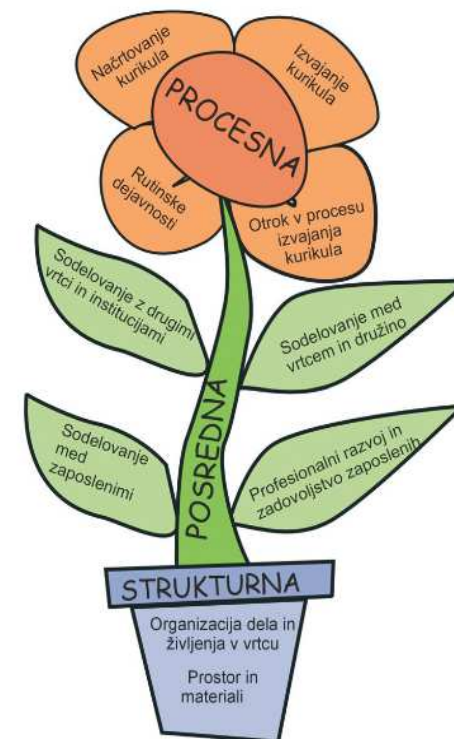 Načrtovanje
kurikula
Izvajanje
kurikula
PROCESNA
Rutinske
dejavnosti
Otrok v procesu
izvajanja
kurikula
Sodelovanje z drugimi
vrtci in institucijami
Sodelovanje med
vrtcem in družino
POSREDNA
Sodelovanje
med
zaposlenimi
Profesionalni razvoj in
zadovoljstvo zaposlenih
STRUKTURNA
Organizacija dela in
življenja v vrtcu
Prostor in
materiali